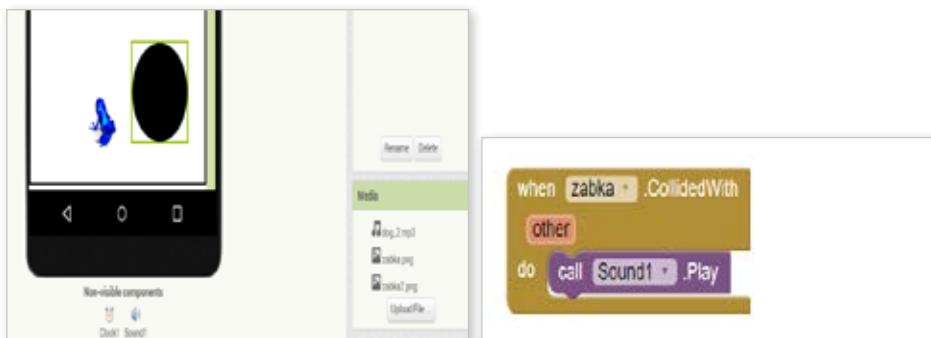 Rename Delete
Media
dog_2.mp3
zabka.png
zabka2.png
Upload File ...
Non-visible components
Clock1 Sound1
when zabka .CollidedWith
other
do call Sound1 .Play